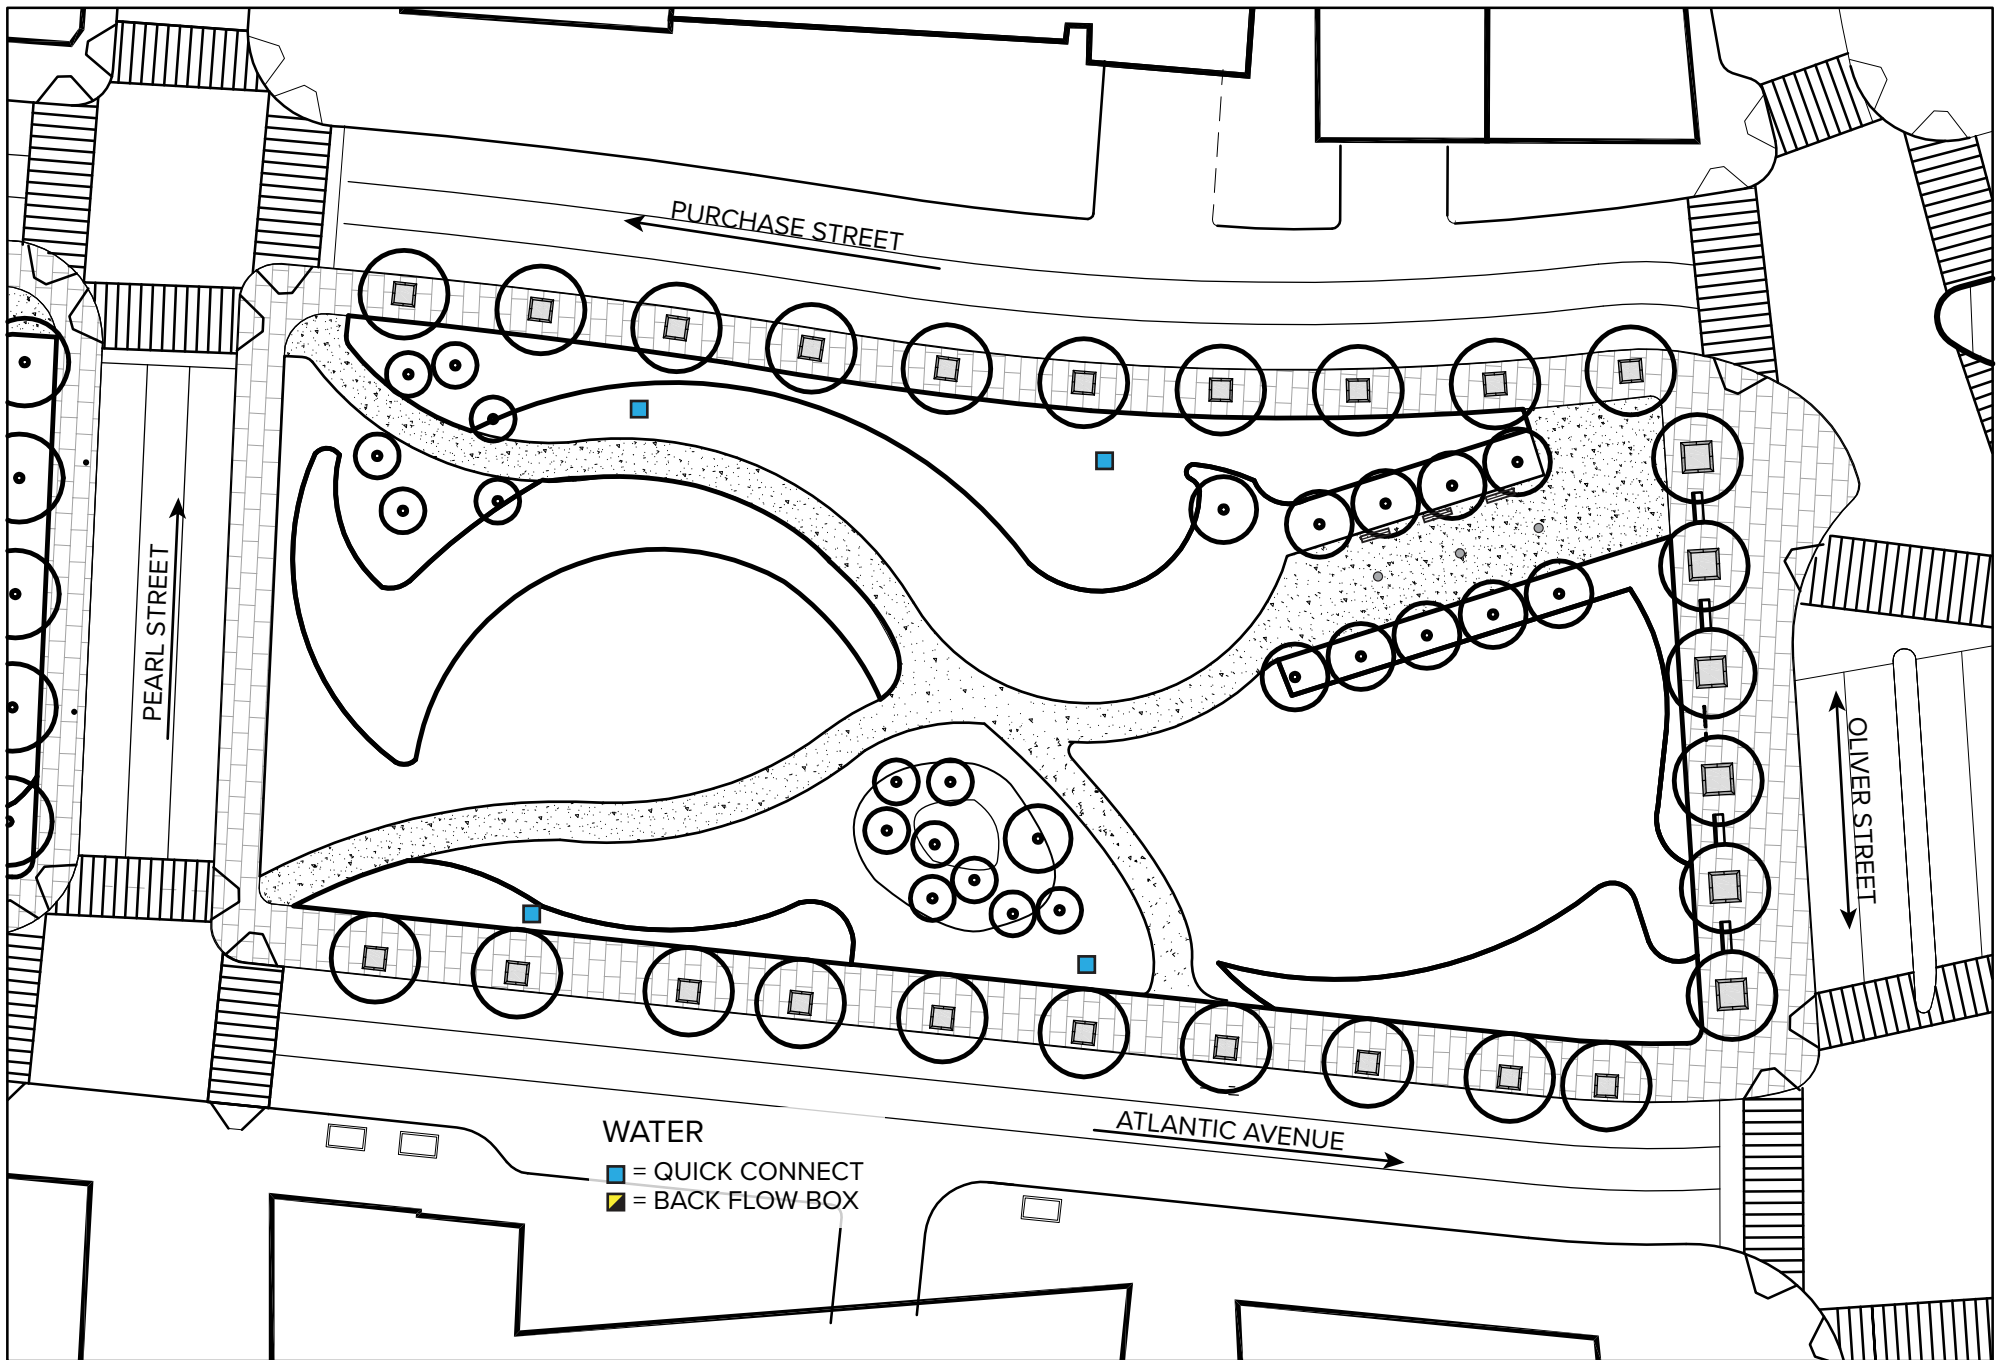 PURCHASE STREET
PEARL STREET
OLIVER STREET
ATLANTIC AVENUE
WATER
= QUICK CONNECT
= BACK FLOW BOX